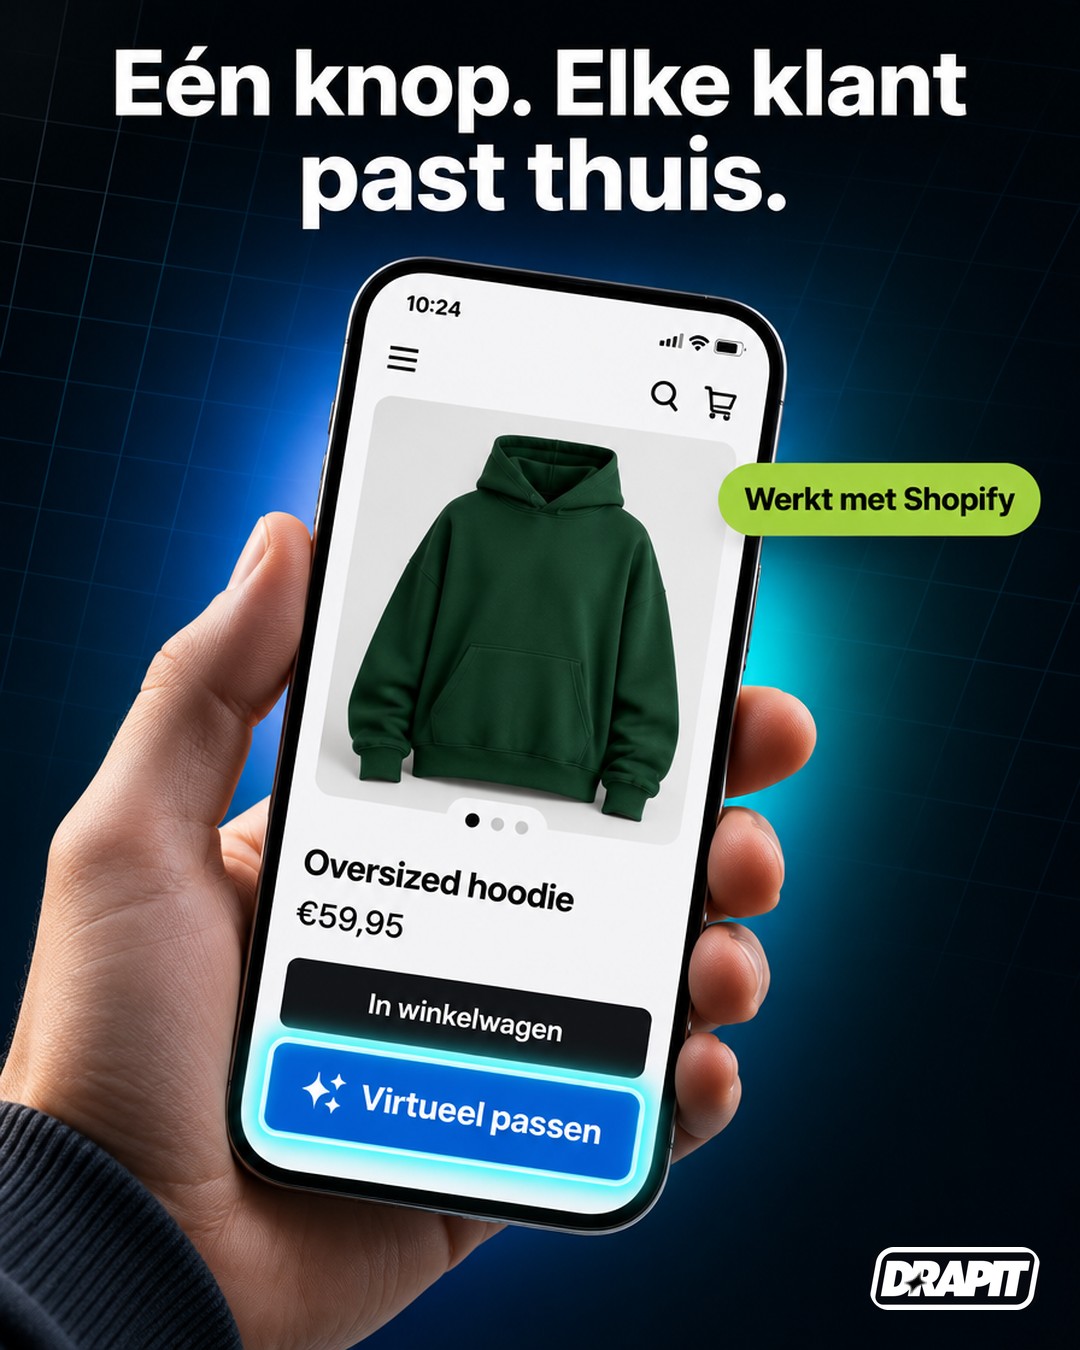 Eén knop. Elke klant
past thuis.
10:24
Werkt met Shopify
Oversized hoodie
€59,95
In winkelwagen
Virtueel passen
DRAPIT